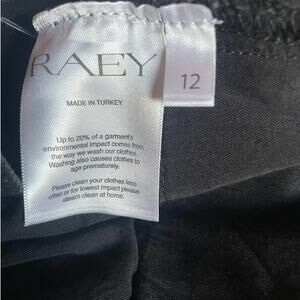 RAEY
12
MADE IN TURKEY
Up to 20% of a garment's
environmental impact comes from
the way we wash our clothes.
Washing also causes clothes to
age prematurely.
Please clean your clothes less
often or for lowest impact please
steam clean at home.